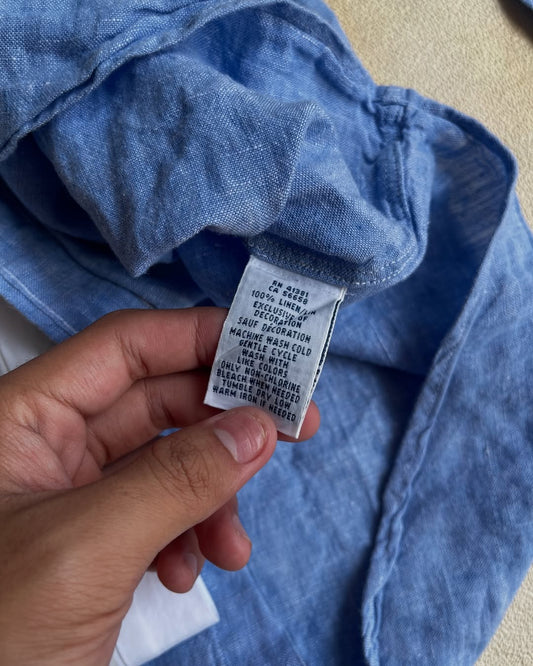 RN 41381
CA 56658
100% LINEN/LIN
EXCLUSIVE OF
DECORATION
SAUF DÉCORATION
MACHINE WASH COLD
GENTLE CYCLE
WASH WITH
LIKE COLORS
ONLY NON-CHLORINE
BLEACH WHEN NEEDED
TUMBLE DRY LOW
WARM IRON IF NEEDED